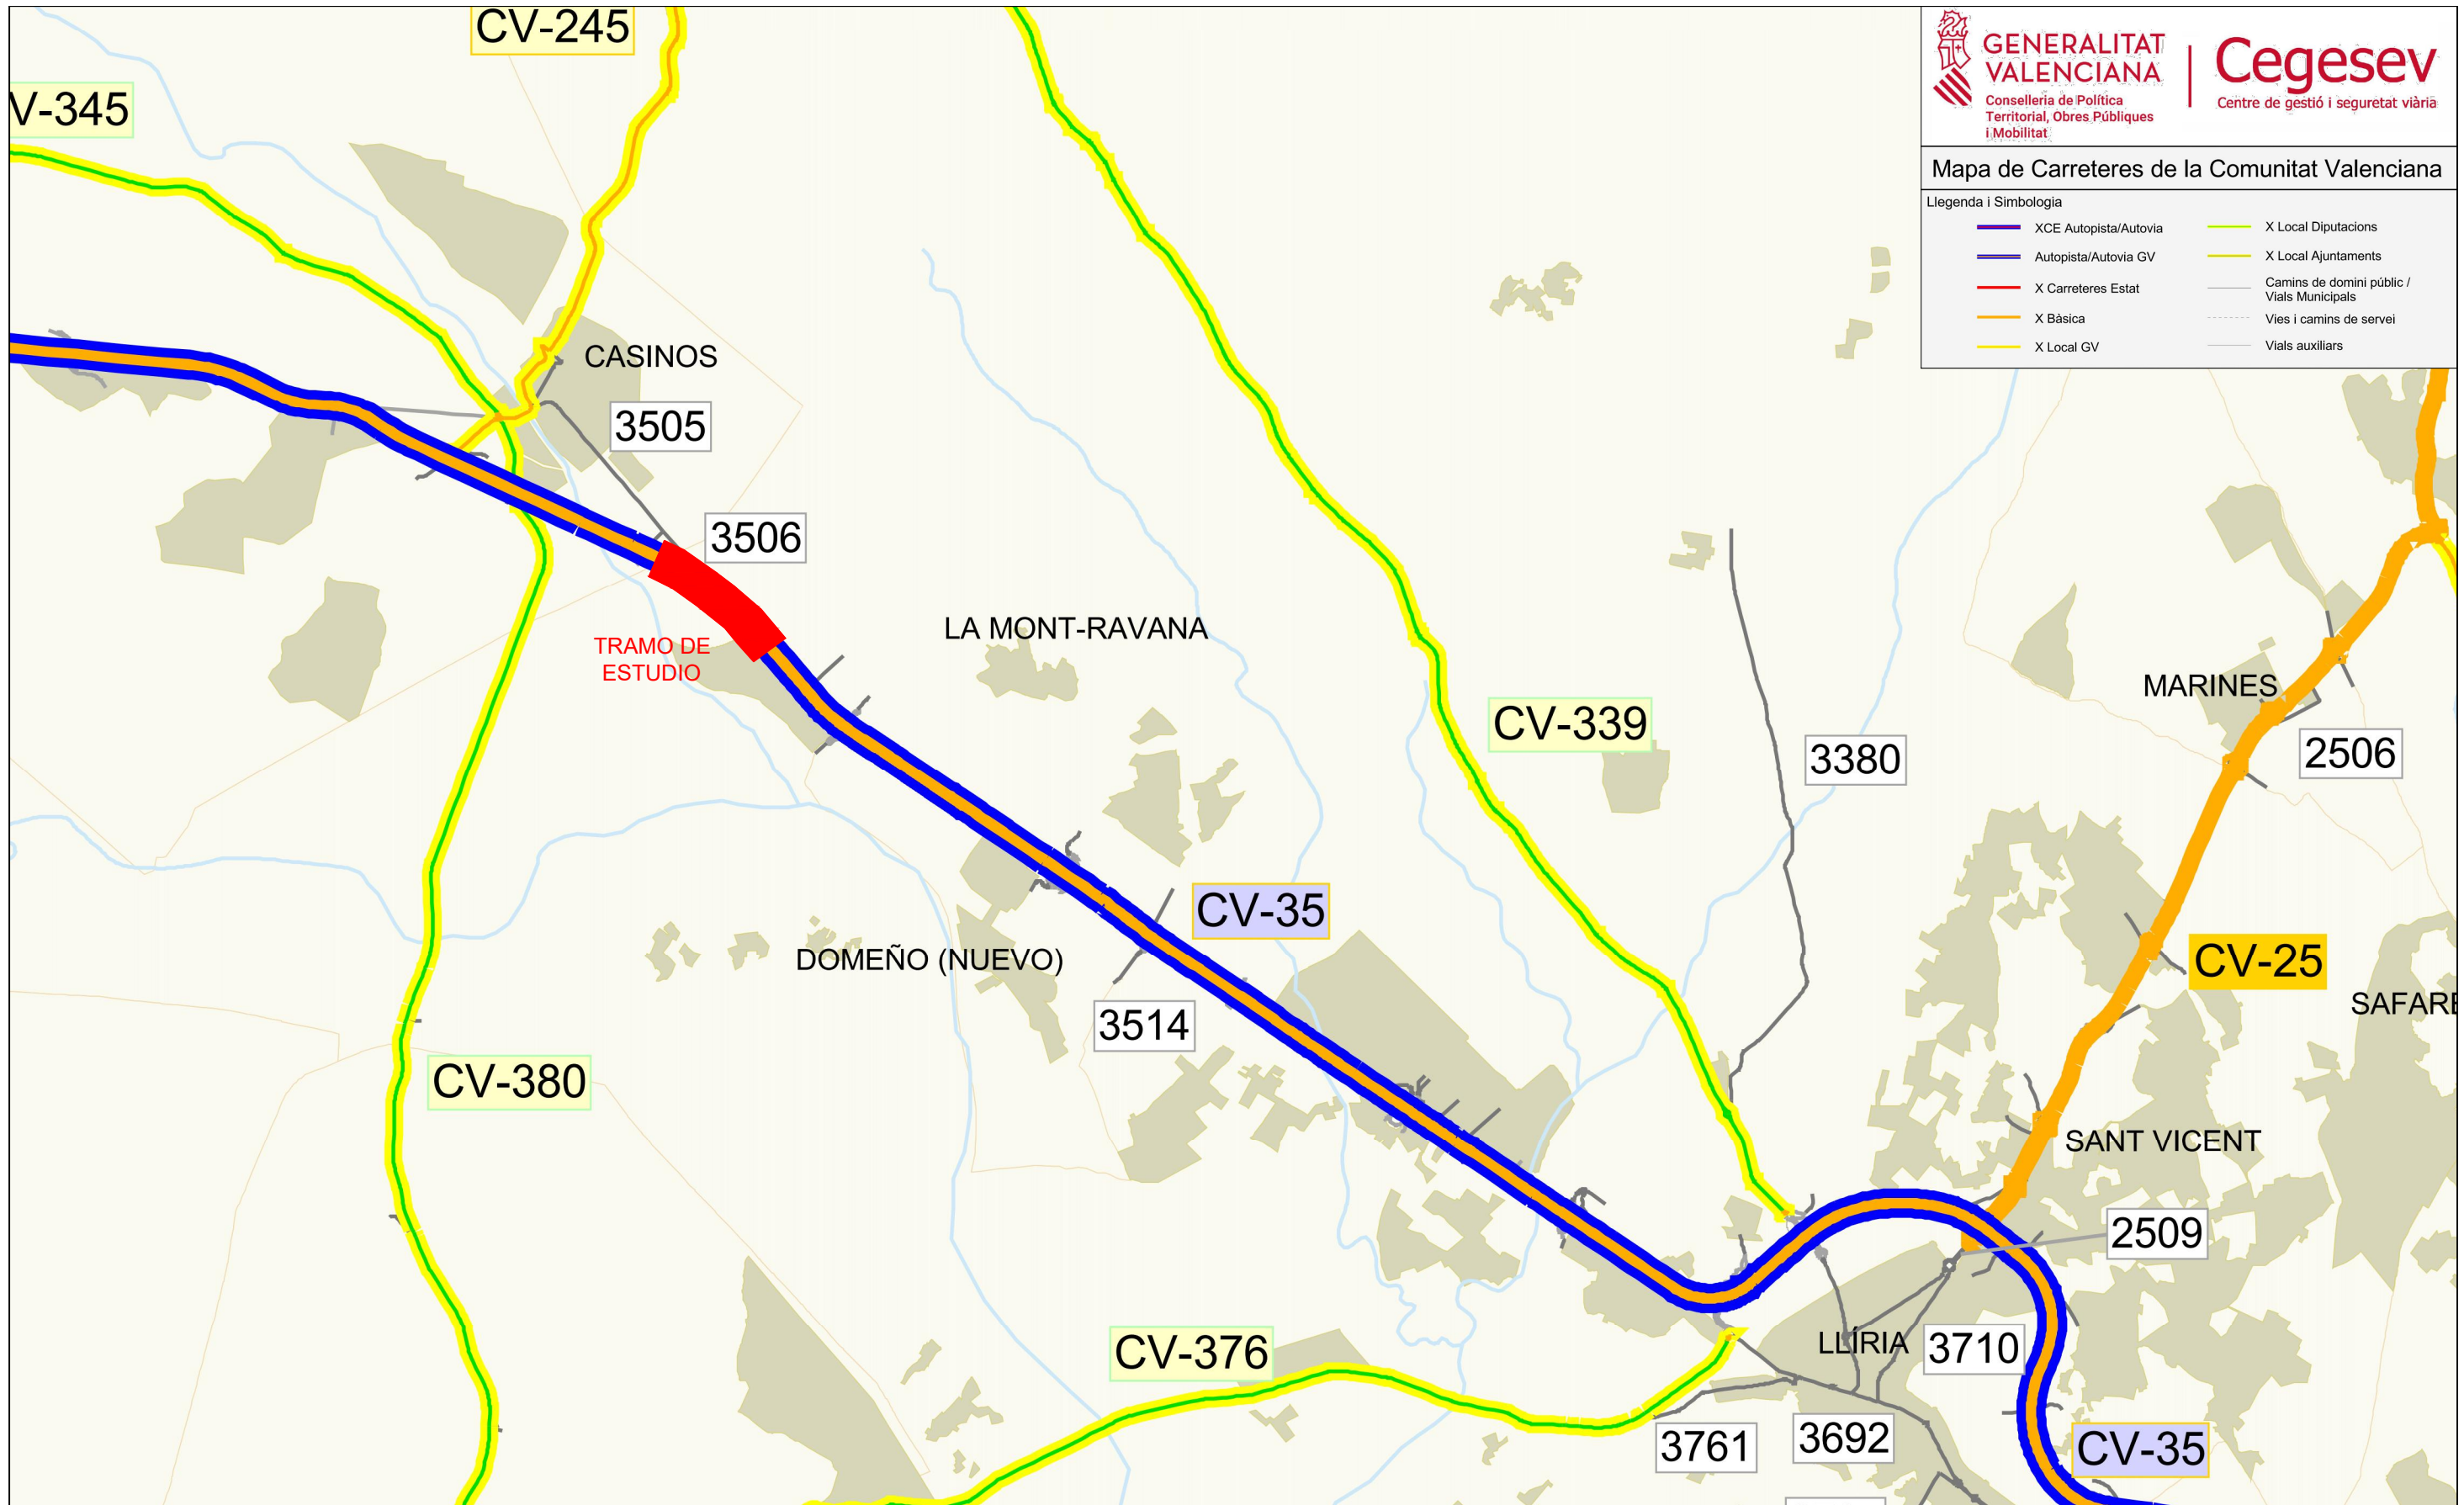 CV-245
V-345
GENERALITAT
VALENCIANA
Conselleria de Política
Territorial, Obres Públiques
i Mobilitat
Cegesev
Centre de gestió i seguretat viària
Mapa de Carreteres de la Comunitat Valenciana
Llegenda i Simbologia
XCE Autopista/Autovia
Autopista/Autovia GV
X Carreteres Estat
X Bàsica
X Local GV
X Local Diputacions
X Local Ajuntaments
Camins de domini públic /
Vials Municipals
Vies i camins de servei
Vials auxiliars
CASINOS
3505
3506
TRAMO DE
ESTUDIO
LA MONT-RAVANA
MARINES
CV-339
3380
2506
CV-35
DOMEÑO (NUEVO)
CV-25
SAFARE
3514
CV-380
SANT VICENT
2509
LLÍRIA
3710
CV-376
3761
3692
CV-35